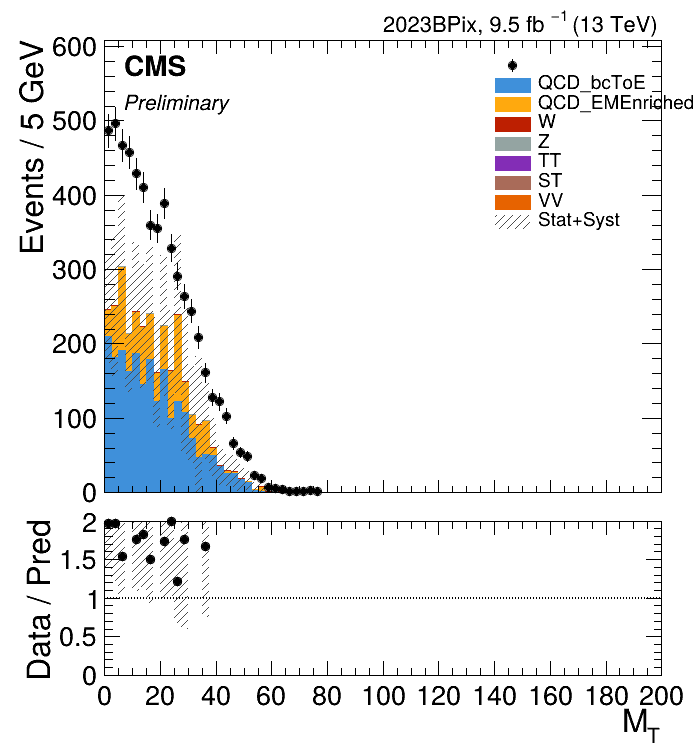 2023BPix, 9.5 fb⁻¹ (13 TeV)
CMS
Preliminary
QCD_bcToE
QCD_EMEnriched
W
Z
TT
ST
VV
Stat+Syst
Events / 5 GeV
600
500
400
300
200
100
0
Data / Pred
2
1.5
1
0.5
0
0 20 40 60 80 100 120 140 160 180 200
M_T